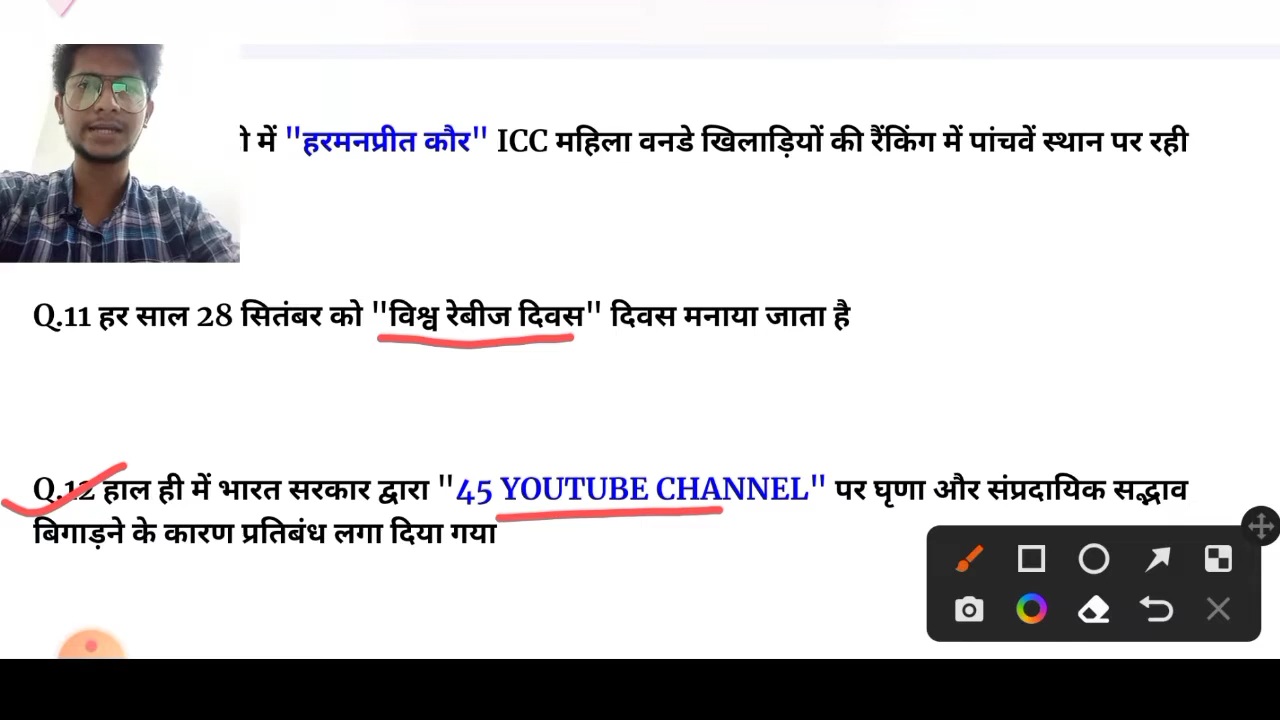 में "हरमनप्रीत कौर" ICC महिला वनडे खिलाड़ियों की रैंकिंग में पांचवें स्थान पर रही
Q.11 हर साल 28 सितंबर को "विश्व रेबीज दिवस" दिवस मनाया जाता है
Q.12 हाल ही में भारत सरकार द्वारा "45 YOUTUBE CHANNEL" पर घृणा और संप्रदायिक सद्भाव
बिगाड़ने के कारण प्रतिबंध लगा दिया गया